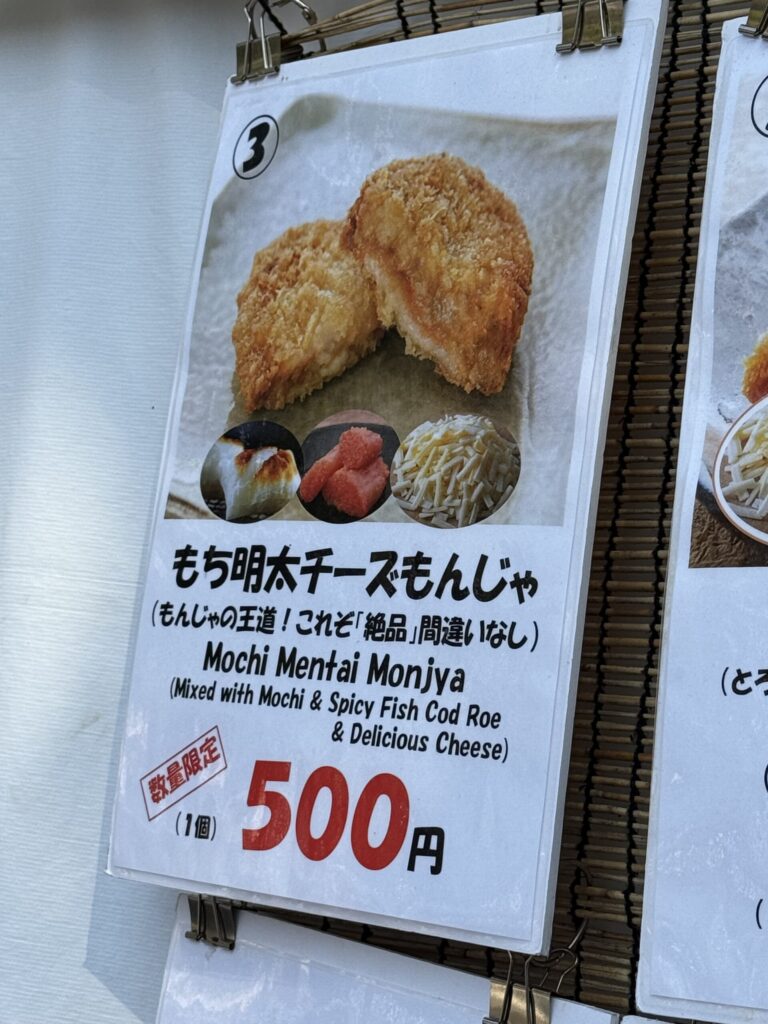 3
もち明太チーズもんじゃ
(もんじゃの王道！これぞ「絶品」間違いなし)
Mochi Mentai Monjya
(Mixed with Mochi & Spicy Fish Cod Roe
& Delicious Cheese)
数量限定
(1個) 500円
(とろ